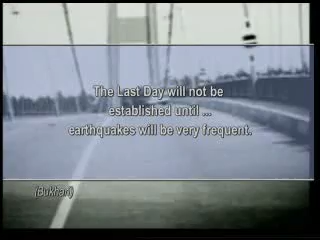 The Last Day will not be
established until ...
earthquakes will be very frequent.
(Bukhari)